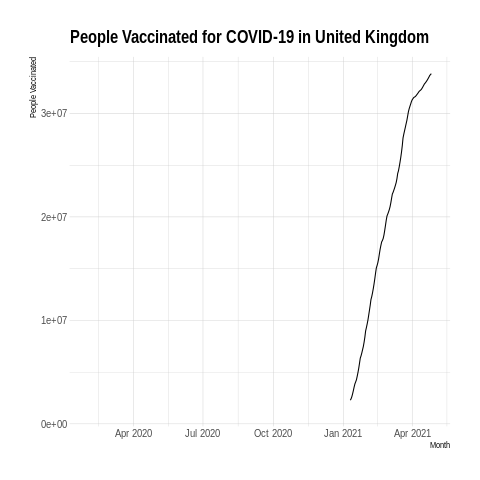 People Vaccinated for COVID-19 in United Kingdom
People Vaccinated
3e+07
2e+07
1e+07
0e+00
Apr 2020 Jul 2020 Oct 2020 Jan 2021 Apr 2021
Month